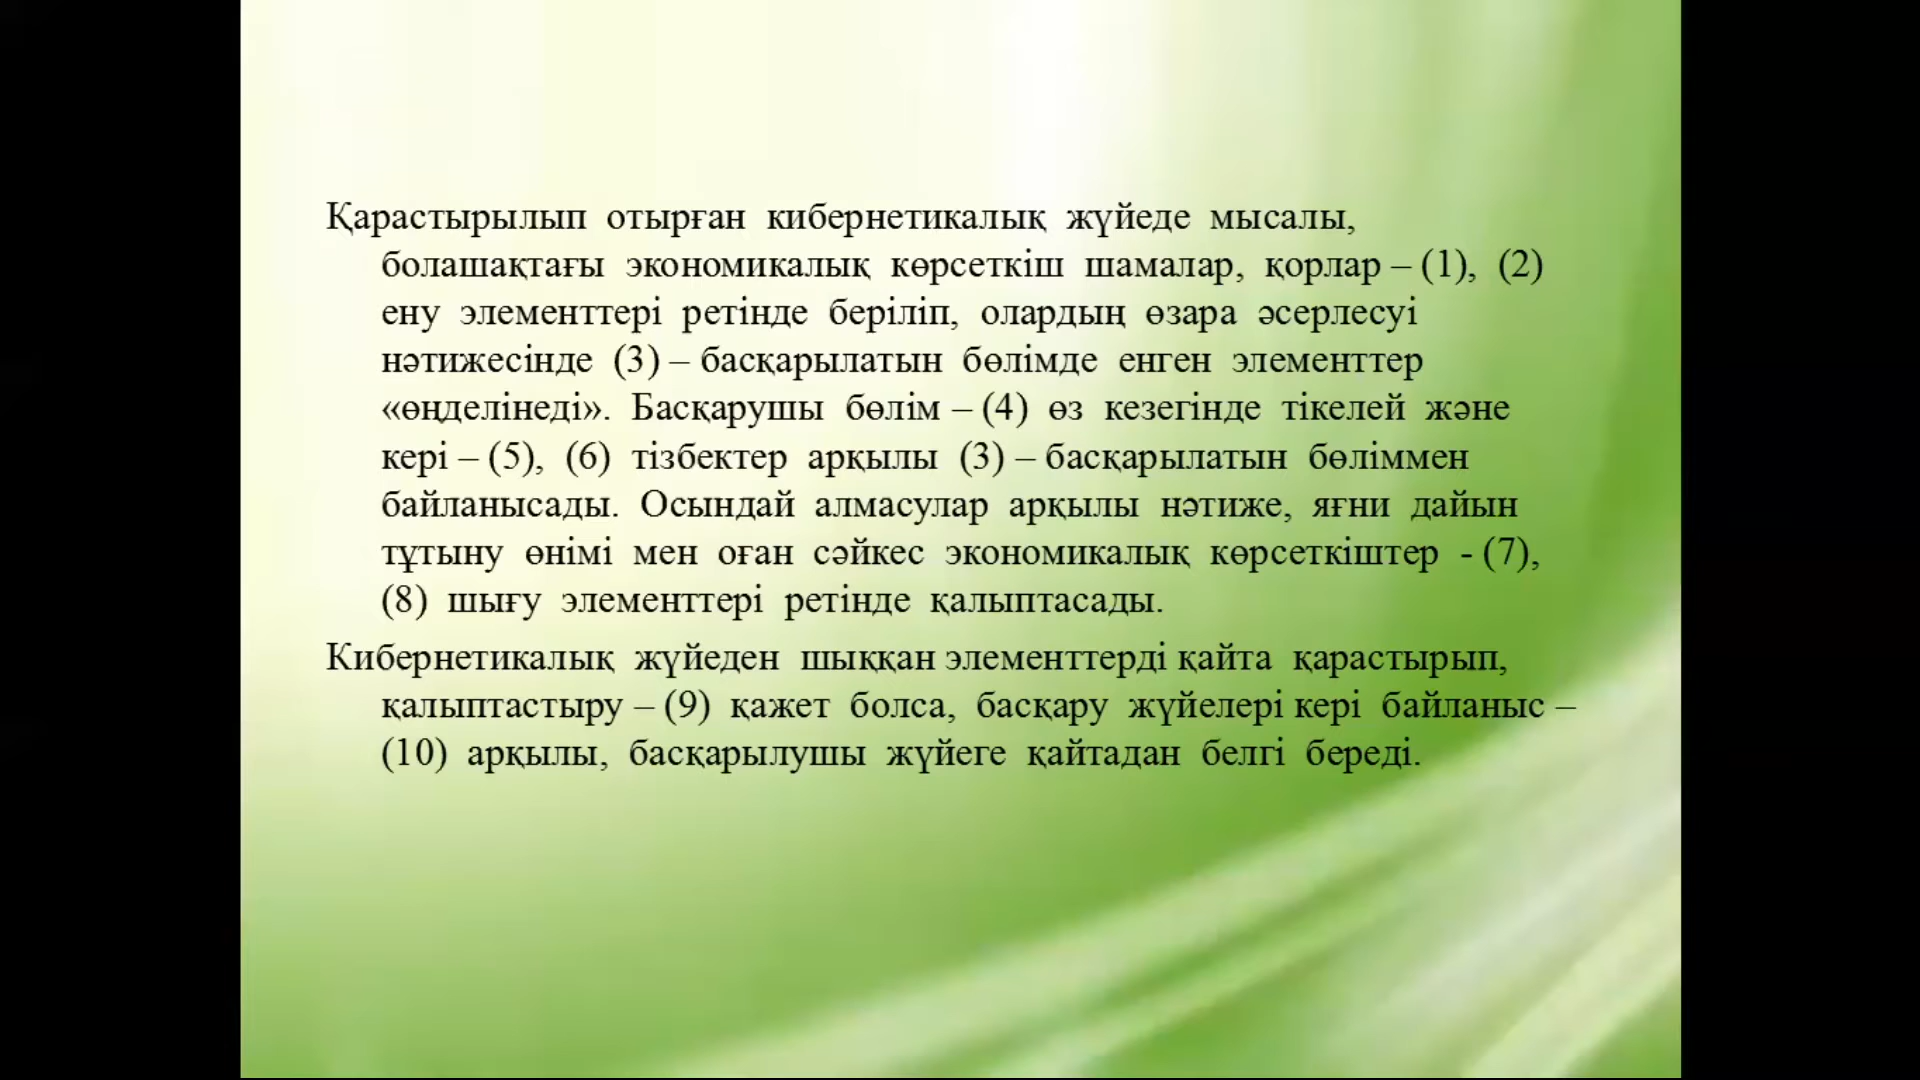 Қарастырылып отырған кибернетикалық жүйеде мысалы,
болашақтағы экономикалық көрсеткіш шамалар, қорлар – (1), (2)
ену элементтері ретінде беріліп, олардың өзара әсерлесуі
нәтижесінде (3) – басқарылатын бөлімде енген элементтер
«өңделінеді». Басқарушы бөлім – (4) өз кезегінде тікелей және
кері – (5), (6) тізбектер арқылы (3) – басқарылатын бөліммен
байланысады. Осындай алмасулар арқылы нәтиже, яғни дайын
тұтыну өнімі мен оған сәйкес экономикалық көрсеткіштер - (7),
(8) шығу элементтері ретінде қалыптасады.
Кибернетикалық жүйеден шыққан элементтерді қайта қарастырып,
қалыптастыру – (9) қажет болса, басқару жүйелері кері байланыс –
(10) арқылы, басқарылушы жүйеге қайтадан белгі береді.